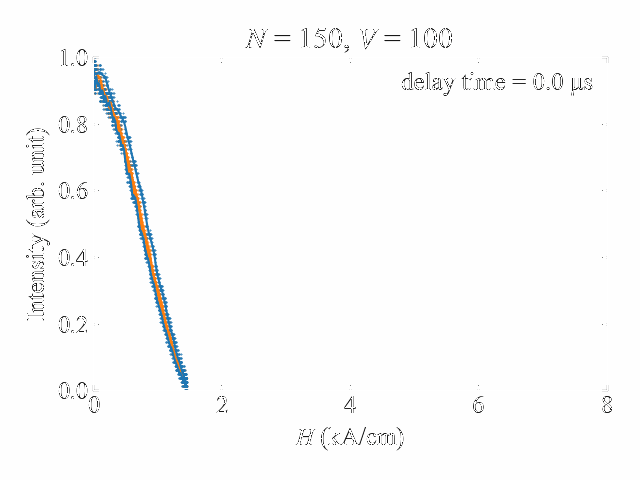 N = 150, V = 100
delay time = 0.0 μs
Intensity (arb. unit)
1.0
0.8
0.6
0.4
0.2
0.0
0 2 4 6 8
H (kA/cm)